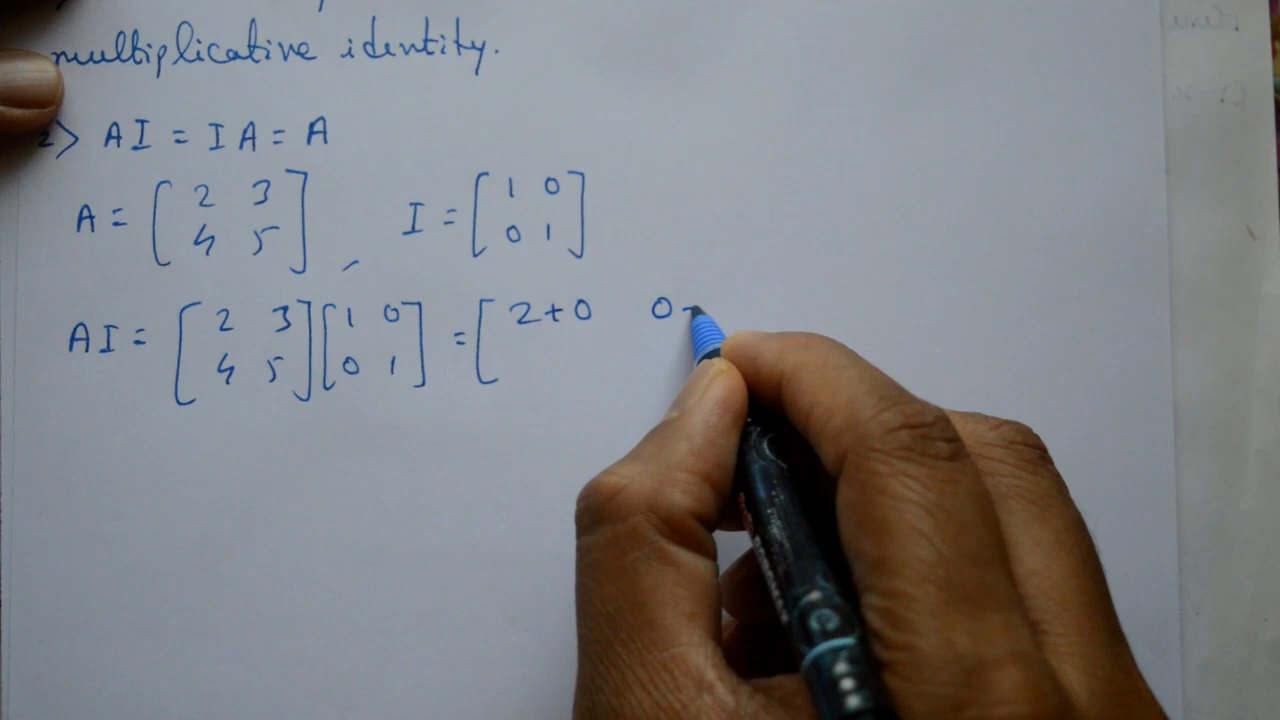 multiplicative identity.
2> AI = IA = A
A = [ 2 3 4 5 ] , I = [ 1 0 0 1 ]
AI = [ 2 3 4 5 ] [ 1 0 0 1 ] = [ 2+0 0